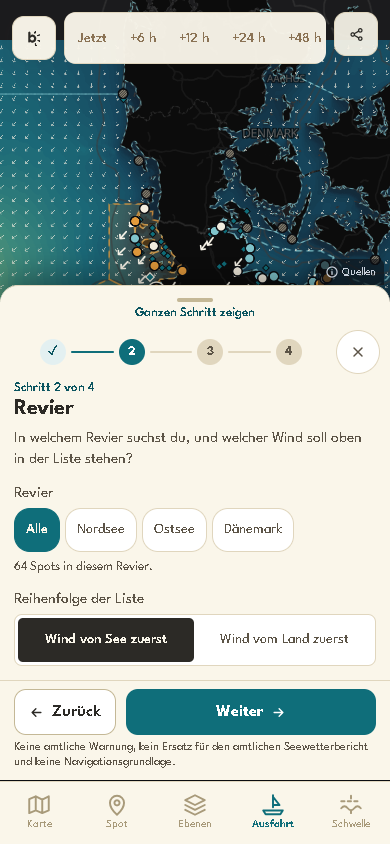 b:
Jetzt +6 h +12 h +24 h +48 h
DENMARK
Quellen
Ganzen Schritt zeigen
2 3 4
Schritt 2 von 4
Revier
In welchem Revier suchst du, und welcher Wind soll oben
in der Liste stehen?
Revier
Alle Nordsee Ostsee Dänemark
64 Spots in diesem Revier.
Reihenfolge der Liste
Wind von See zuerst Wind vom Land zuerst
← Zurück Weiter →
Keine amtliche Warnung, kein Ersatz für den amtlichen Seewetterbericht
und keine Navigationsgrundlage.
Karte Spot Ebenen Ausfahrt Schwelle